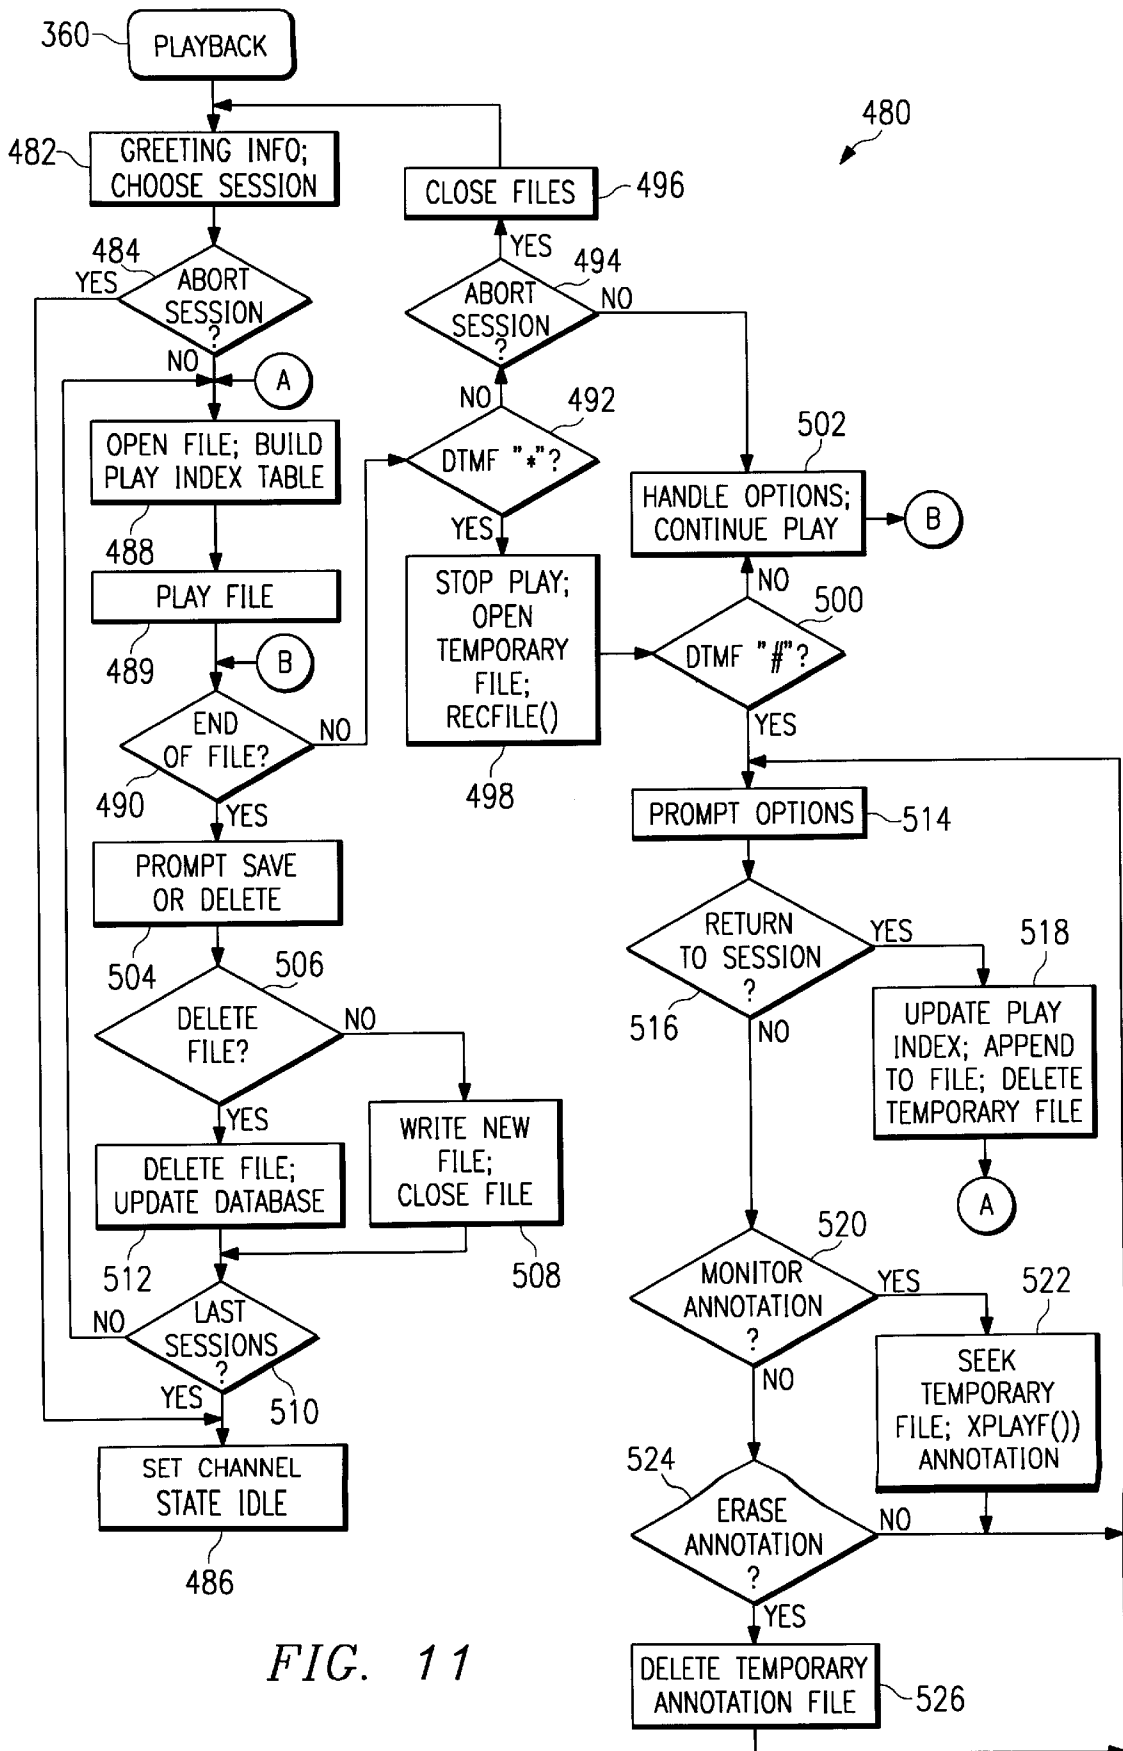 360
PLAYBACK
480
482
GREETING INFO;
CHOOSE SESSION
CLOSE FILES
496
484
YES
ABORT
SESSION
?
NO
A
YES
494
ABORT
SESSION
?
NO
OPEN FILE; BUILD
PLAY INDEX TABLE
488
NO
492
DTMF "*"?
YES
502
HANDLE OPTIONS;
CONTINUE PLAY
B
PLAY FILE
489
B
STOP PLAY;
OPEN
TEMPORARY
FILE;
RECFILE()
498
NO
500
DTMF "#"?
YES
END
OF FILE?
NO
490
YES
PROMPT OPTIONS
514
PROMPT SAVE
OR DELETE
504
506
DELETE
FILE?
NO
YES
RETURN
TO SESSION
?
YES
516
NO
518
UPDATE PLAY
INDEX; APPEND
TO FILE; DELETE
TEMPORARY FILE
A
WRITE NEW
FILE;
CLOSE FILE
508
DELETE FILE;
UPDATE DATABASE
512
NO
LAST
SESSIONS
?
YES
510
520
MONITOR
ANNOTATION
?
YES
NO
522
SEEK
TEMPORARY
FILE; XPLAYF())
ANNOTATION
SET CHANNEL
STATE IDLE
486
524
ERASE
ANNOTATION
?
NO
YES
DELETE TEMPORARY
ANNOTATION FILE
526
FIG. 11